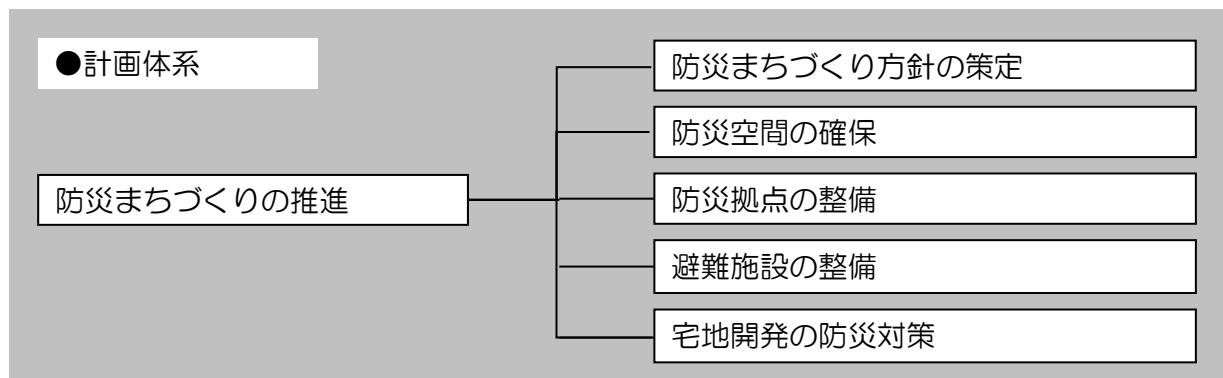 ●計画体系
防災まちづくりの推進
防災まちづくり方針の策定
防災空間の確保
防災拠点の整備
避難施設の整備
宅地開発の防災対策